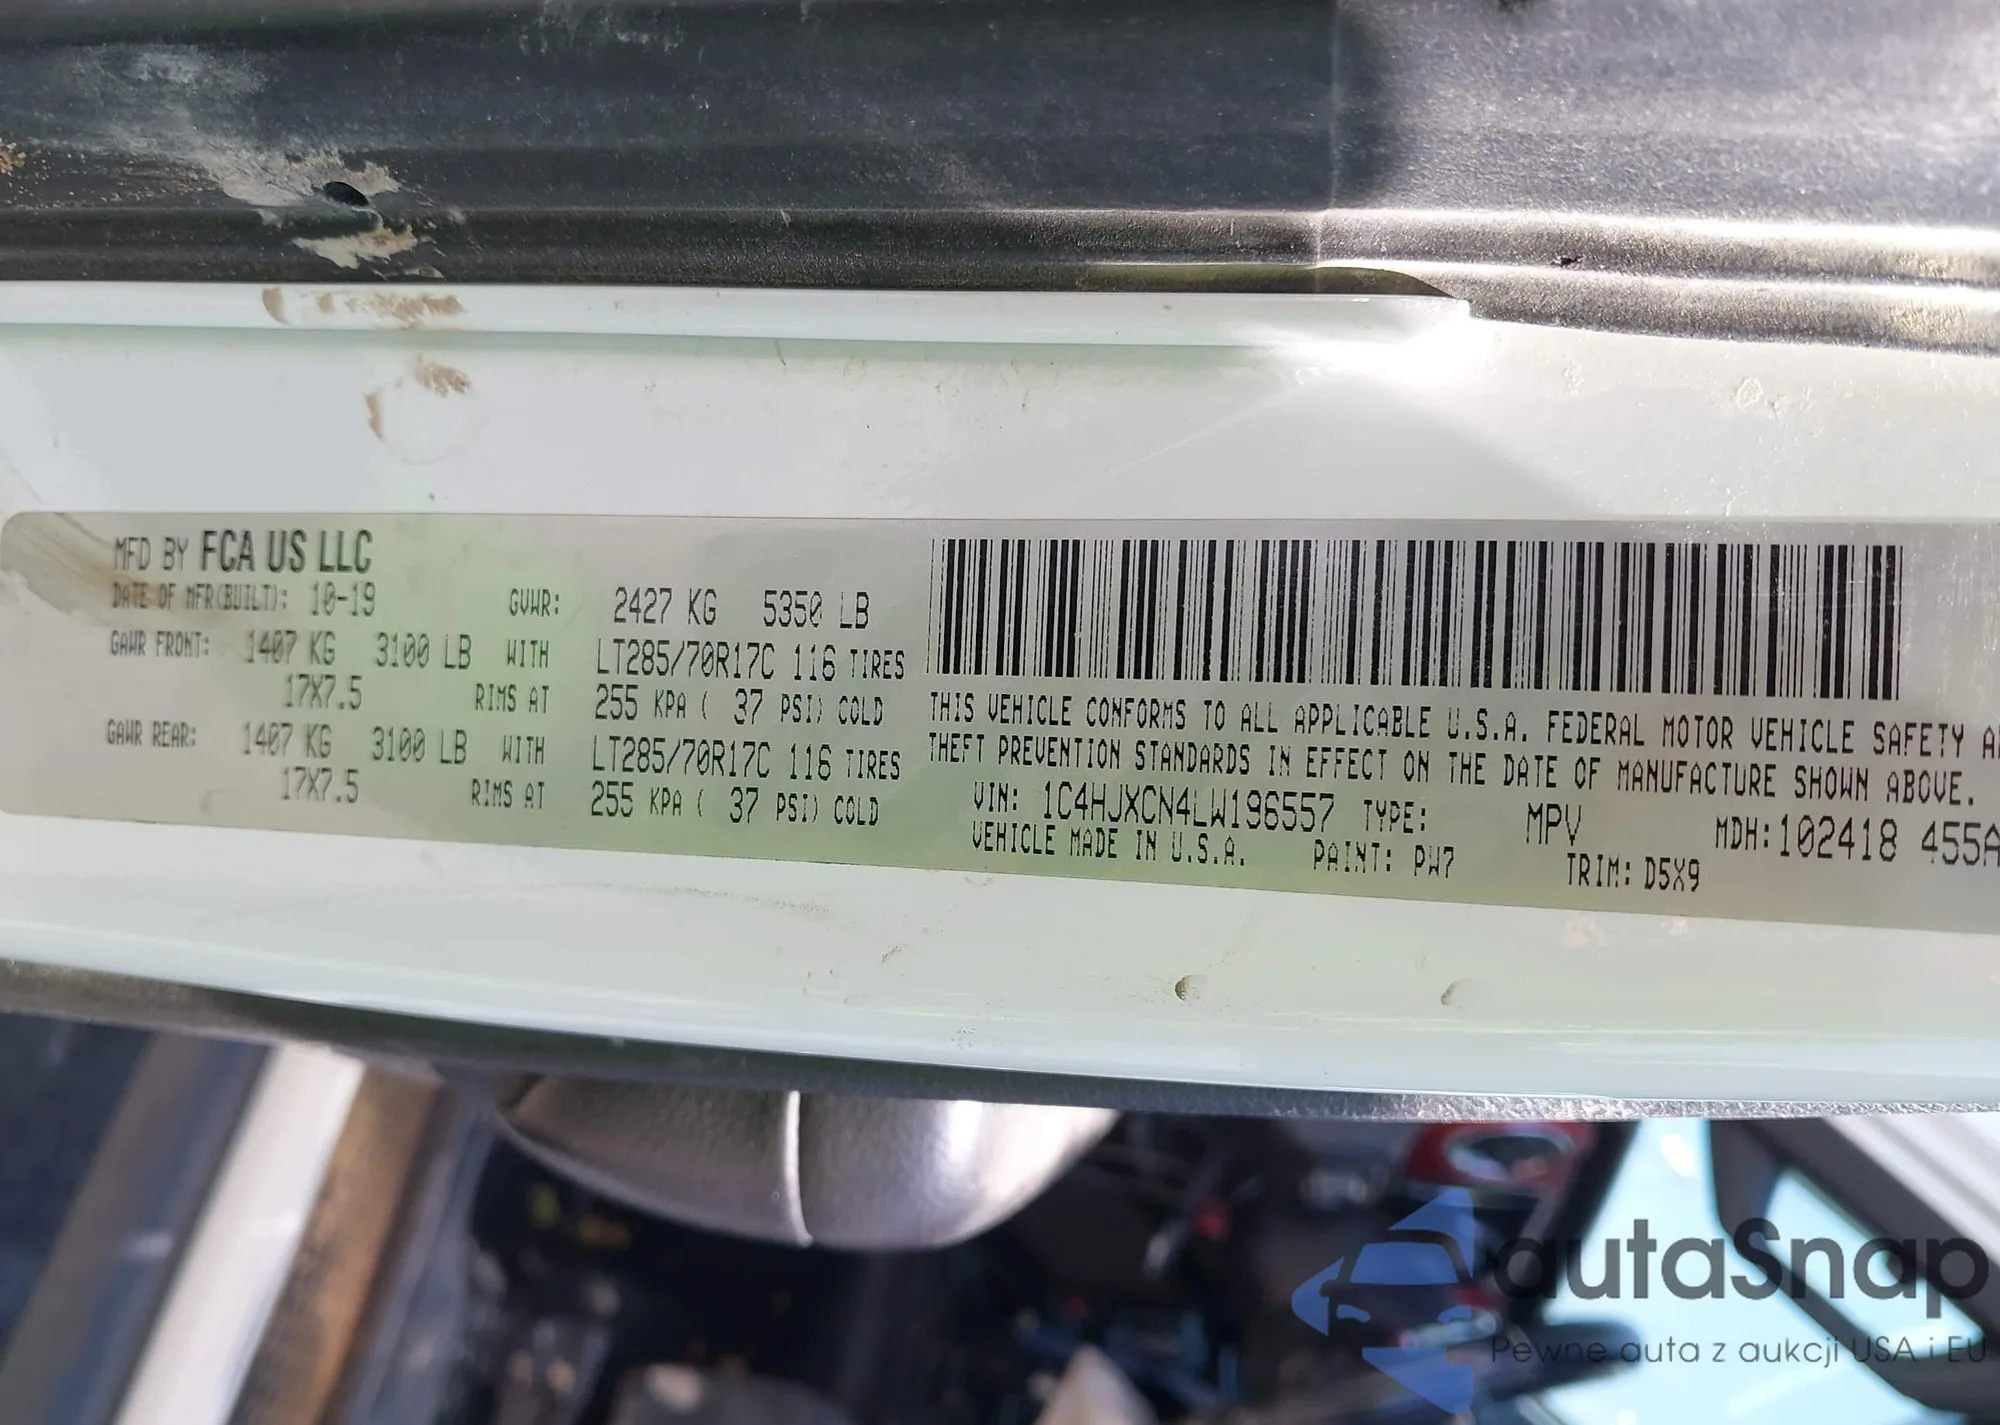 MFD BY FCA US LLC
DATE OF MFR(BUILT): 10-19 GVWR: 2427 KG 5350 LB
GAWR FRONT: 1407 KG 3100 LB WITH LT285/70R17C 116 TIRES
17X7.5 RIMS AT 255 KPA ( 37 PSI) COLD
GAWR REAR: 1407 KG 3100 LB WITH LT285/70R17C 116 TIRES
17X7.5 RIMS AT 255 KPA ( 37 PSI) COLD
THIS VEHICLE CONFORMS TO ALL APPLICABLE U.S.A. FEDERAL MOTOR VEHICLE SAFETY
THEFT PREVENTION STANDARDS IN EFFECT ON THE DATE OF MANUFACTURE SHOWN ABOVE.
VIN: 1C4HJXCN4LW196557 TYPE: MPV MDH:102418 455A
VEHICLE MADE IN U.S.A. PAINT: PW7 TRIM: D5X9
autaSnap
Pewne auta z aukcji USA i EU